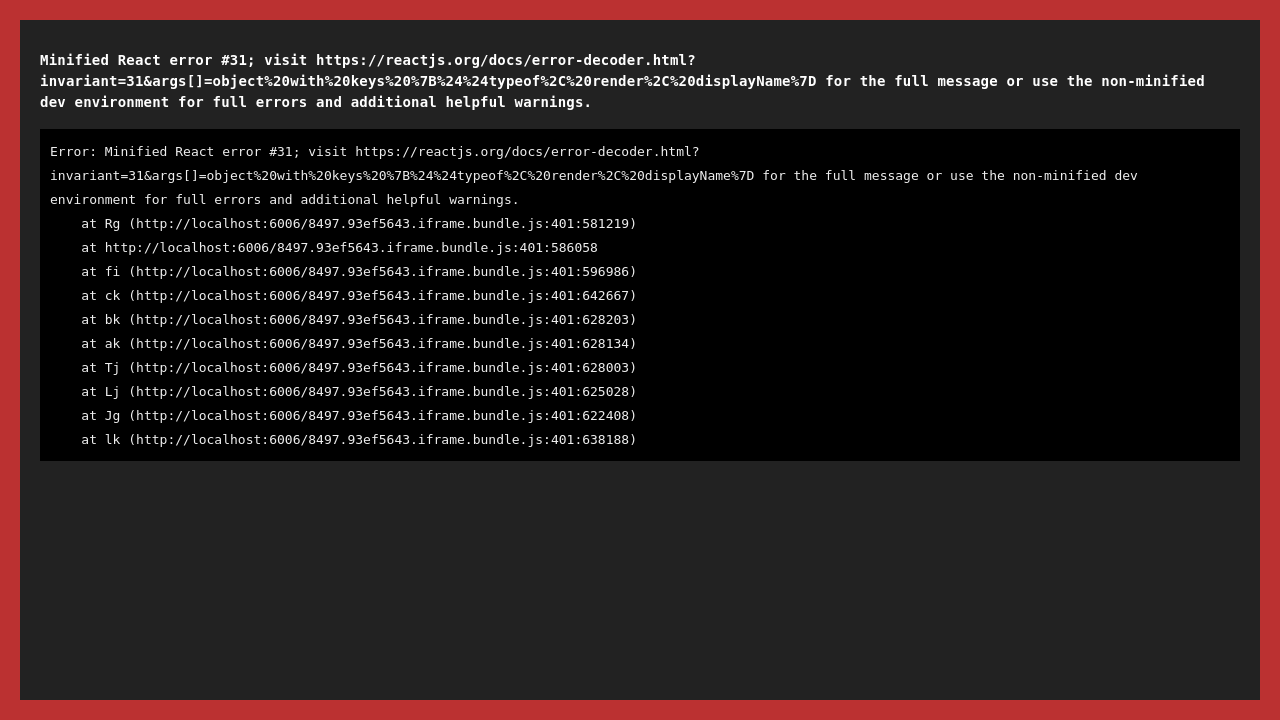 Minified React error #31; visit https://reactjs.org/docs/error-decoder.html?
invariant=31&args[]=object%20with%20keys%20%7B%24%24typeof%2C%20render%2C%20displayName%7D for the full message or use the non-minified
dev environment for full errors and additional helpful warnings.
Error: Minified React error #31; visit https://reactjs.org/docs/error-decoder.html?
invariant=31&args[]=object%20with%20keys%20%7B%24%24typeof%2C%20render%2C%20displayName%7D for the full message or use the non-minified dev
environment for full errors and additional helpful warnings.
    at Rg (http://localhost:6006/8497.93ef5643.iframe.bundle.js:401:581219)
    at http://localhost:6006/8497.93ef5643.iframe.bundle.js:401:586058
    at fi (http://localhost:6006/8497.93ef5643.iframe.bundle.js:401:596986)
    at ck (http://localhost:6006/8497.93ef5643.iframe.bundle.js:401:642667)
    at bk (http://localhost:6006/8497.93ef5643.iframe.bundle.js:401:628203)
    at ak (http://localhost:6006/8497.93ef5643.iframe.bundle.js:401:628134)
    at Tj (http://localhost:6006/8497.93ef5643.iframe.bundle.js:401:628003)
    at Lj (http://localhost:6006/8497.93ef5643.iframe.bundle.js:401:625028)
    at Jg (http://localhost:6006/8497.93ef5643.iframe.bundle.js:401:622408)
    at lk (http://localhost:6006/8497.93ef5643.iframe.bundle.js:401:638188)